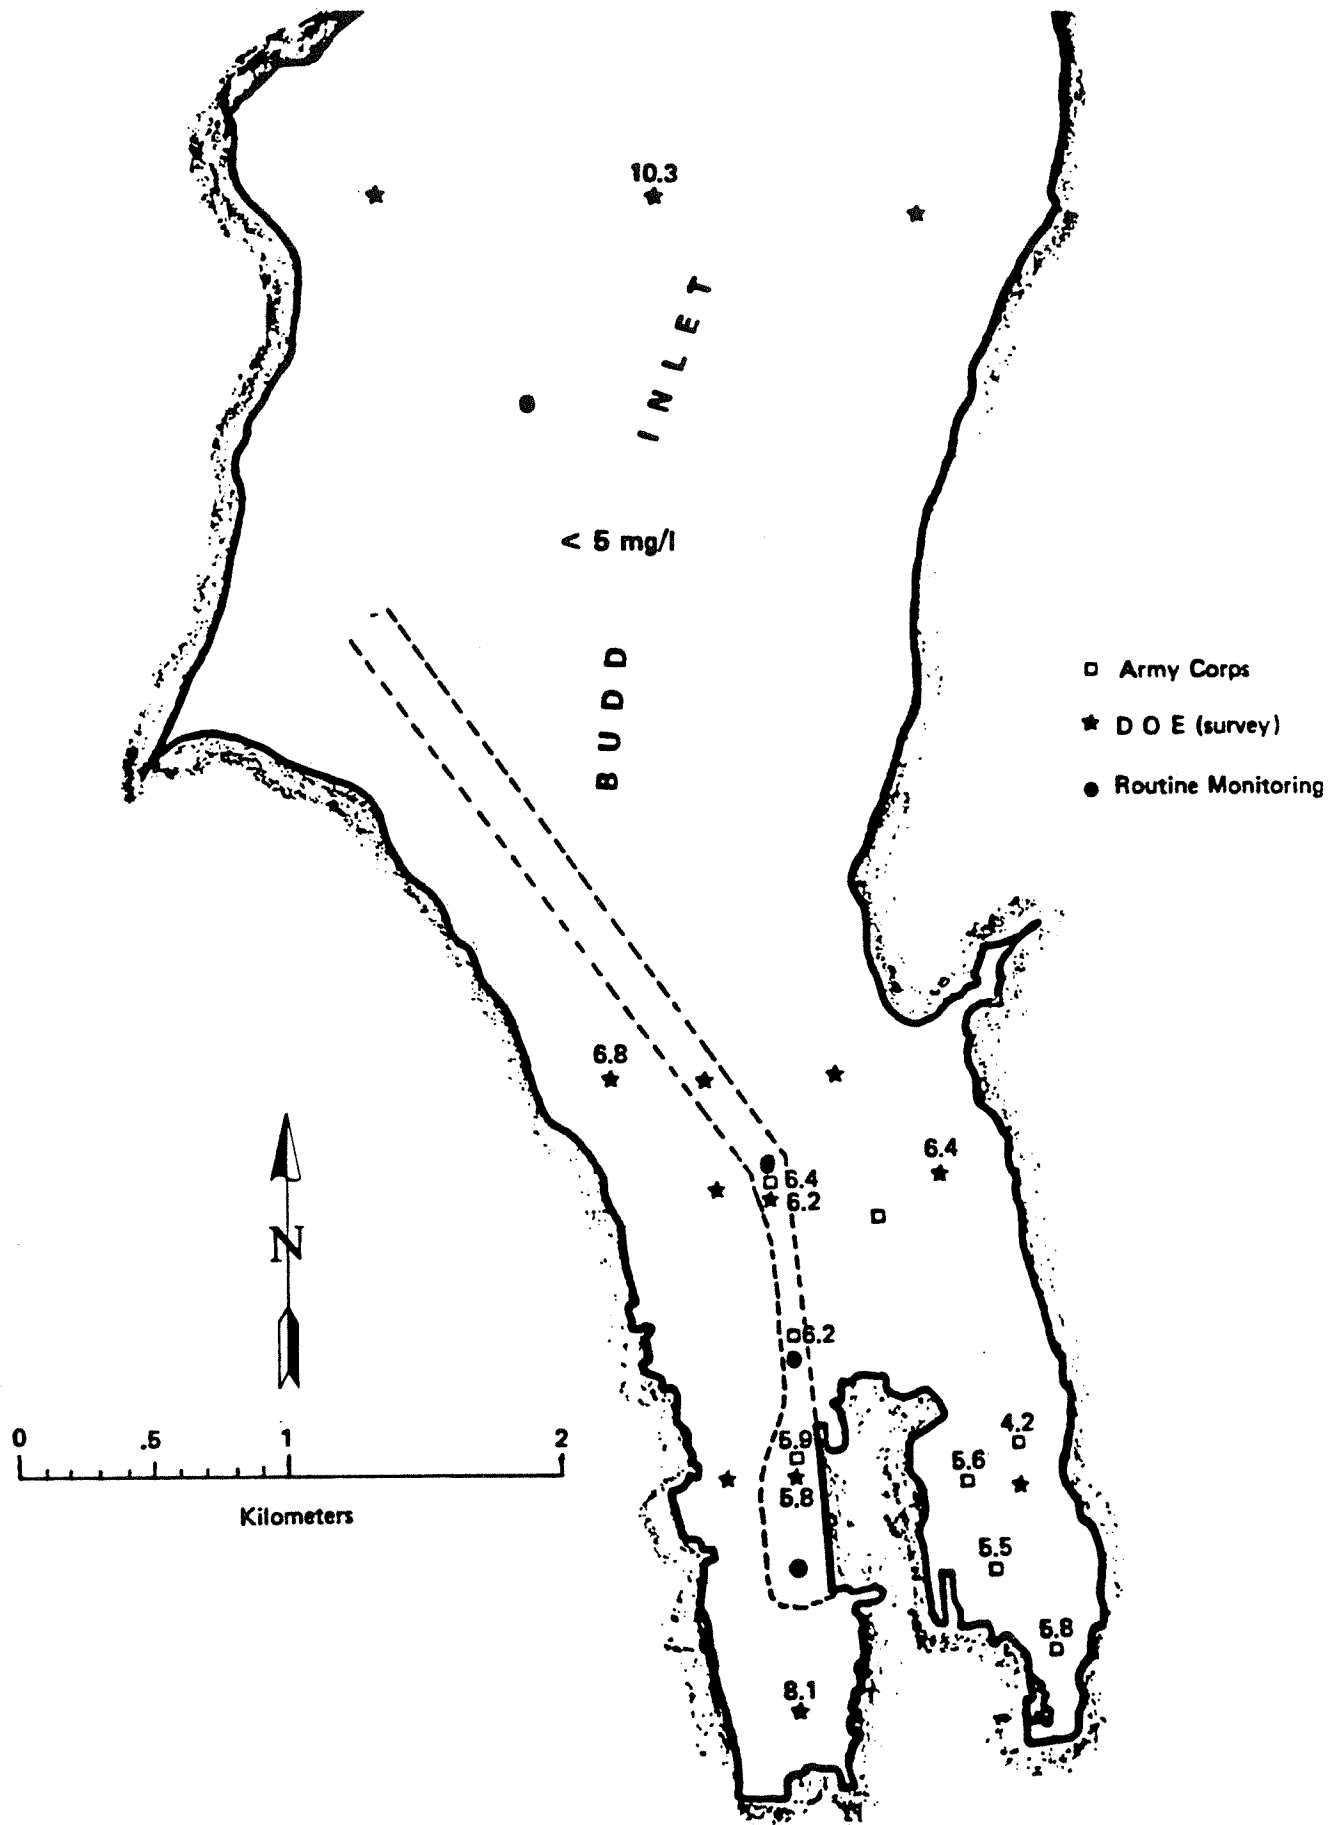 10.3
INLET
< 5 mg/l
BUDD
Army Corps
D O E (survey)
Routine Monitoring
6.8
6.4
6.4
6.2
N
6.2
0 .5 1 2
Kilometers
5.9
5.8
4.2
5.6
5.5
5.8
8.1